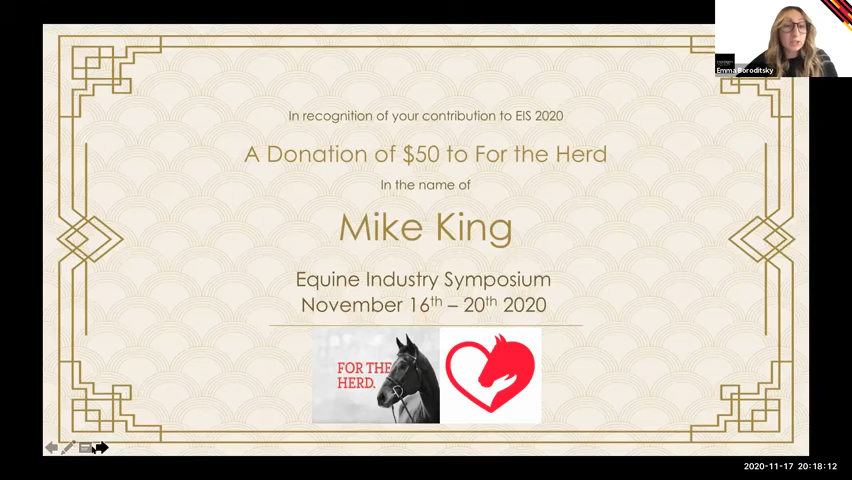 In recognition of your contribution to EIS 2020
A Donation of $50 to For the Herd
In the name of
Mike King
Equine Industry Symposium
November 16th – 20th 2020
FOR THE
HERD.
Emma Boroditsky
2020-11-17 20:18:12